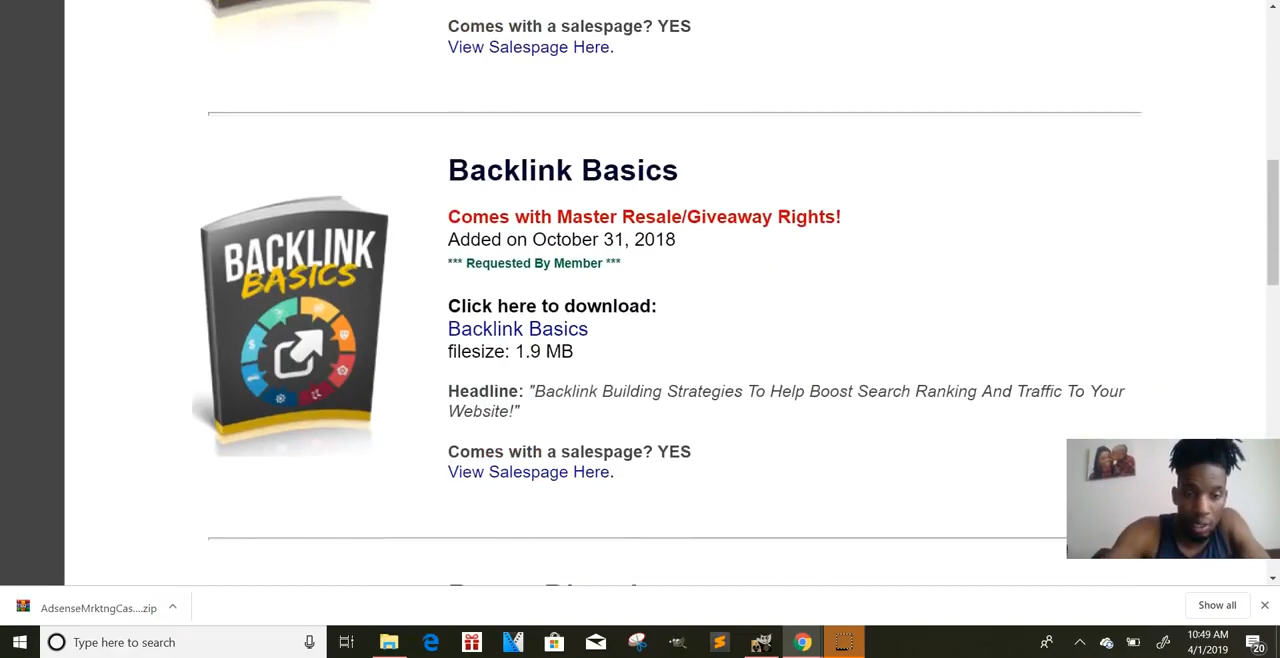 Comes with a salespage? YES
View Salespage Here.
Backlink Basics
Comes with Master Resale/Giveaway Rights!
Added on October 31, 2018
*** Requested By Member ***
BACKLINK
BASICS
Click here to download:
Backlink Basics
filesize: 1.9 MB
Headline: "Backlink Building Strategies To Help Boost Search Ranking And Traffic To Your
Website!"
Comes with a salespage? YES
View Salespage Here.
AdsenseMrktngCas....zip
Show all
Type here to search
10:49 AM
4/1/2019
20